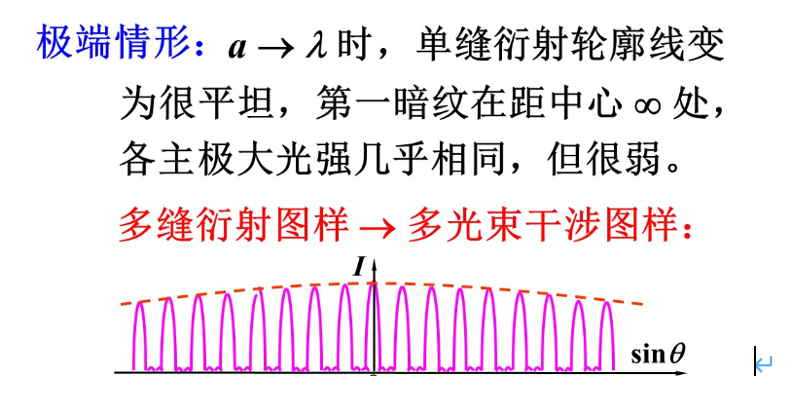 极端情形：a → λ 时，单缝衍射轮廓线变
为很平坦，第一暗纹在距中心 ∞ 处，
各主极大光强几乎相同，但很弱。
多缝衍射图样 → 多光束干涉图样：
I
sinθ